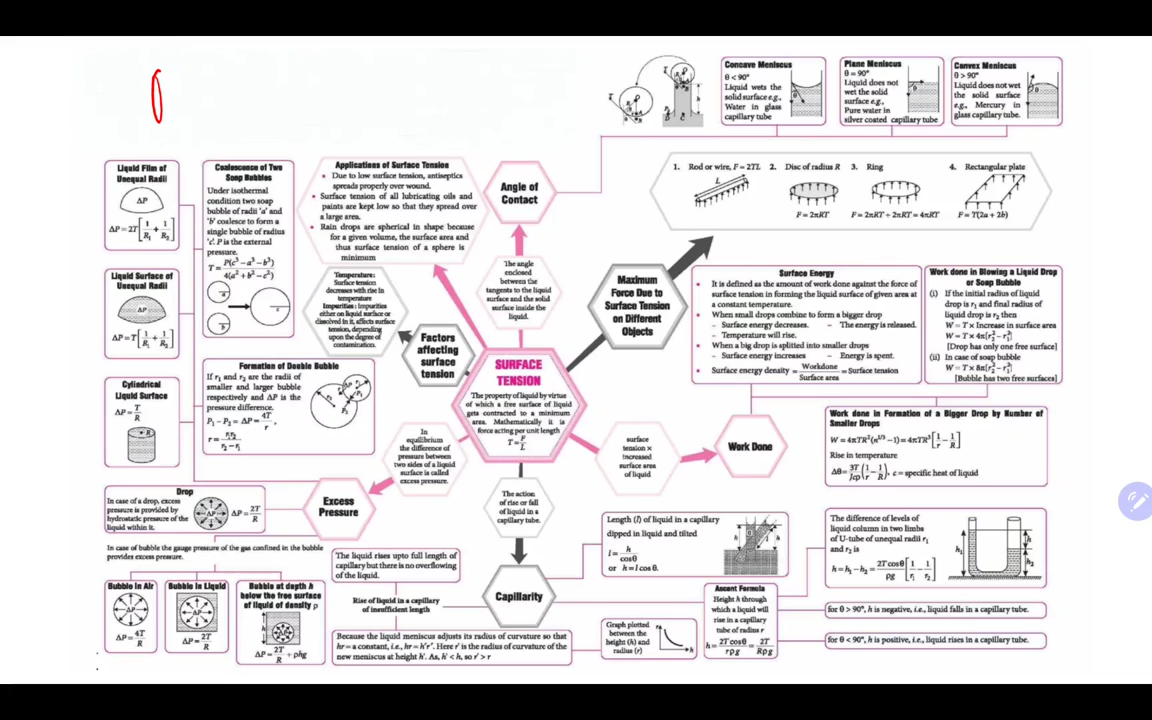 Concave Meniscus
θ < 90°
Liquid wets the
solid surface e.g.,
Water in glass
capillary tube
Plane Meniscus
θ = 90°
Liquid does not
wet the solid
surface e.g.,
Pure water in
silver coated capillary tube
Convex Meniscus
θ > 90°
Liquid does not wet
the solid surface
e.g., Mercury in
glass capillary tube.
Liquid Film of
Unequal Radii
ΔP
ΔP = 2T[1/R₁ + 1/R₂]
Liquid Surface of
Unequal Radii
ΔP
ΔP = T[1/R₁ + 1/R₂]
Cylindrical
Liquid Surface
ΔP = T/R
R
Coalescence of Two
Soap Bubbles
Under isothermal
condition two soap
bubble of radii 'a' and
'b' coalesce to form a
single bubble of radius
'c'. P is the external
pressure.
T = P(c³ – a³ – b³)/4(a² + b² – c²)
a
b
c
Applications of Surface Tension
• Due to low surface tension, antiseptics
spreads properly over wound.
• Surface tension of all lubricating oils and
paints are kept low so that they spread over
a large area.
• Rain drops are spherical in shape because
for a given volume, the surface area and
thus surface tension of a sphere is
minimum
Angle of
Contact
The angle
enclosed
between the
tangents to the
liquid surface
and the solid
surface inside
the liquid.
1. Rod or wire, F = 2TL
2. Disc of radius R
3. Ring
4. Rectangular plate
L
F = 2πRT
F = 2πRT + 2πRT = 4πRT
F = T(2a + 2b)
Temperature :
Surface tension
decreases with rise in
temperature
Impurities : Impurities
either on liquid surface or
dissolved in it, affects surface
tension, depending
upon the degree of
contamination.
Factors
affecting
surface
tension
Maximum
Force Due to
Surface Tension
on Different
Objects
Surface Energy
• It is defined as the amount of work done against the force of
surface tension in forming the liquid surface of given area at
a constant temperature.
• When small drops combine to form a bigger drop
– Surface energy decreases. – The energy is released.
– Temperature will rise.
• When a big drop is splitted into smaller drops
– Surface energy increases – Energy is spent.
• Surface energy density = Workdone/Surface area = Surface tension
Work done in Blowing a Liquid Drop
or Soap Bubble
(i) If the initial radius of liquid
drop is r₁ and final radius of
liquid drop is r₂ then
W = T × Increase in surface area
W = T × 4π[r₂² – r₁²]
[Drop has only one free surface]
(ii) In case of soap bubble
W = T × 8π[r₂² – r₁²]
[Bubble has two free surfaces]
SURFACE
TENSION
The property of liquid by virtue
of which a free surface of liquid
gets contracted to a minimum
area. Mathematically it is
force acting per unit length
T = F/L
Formation of Double Bubble
If r₁ and r₂ are the radii of
smaller and larger bubble
respectively and ΔP is the
pressure difference.
P₁ – P₂ = ΔP = 4T/r,
r = r₁r₂/r₂ – r₁
In
equilibrium
the difference of
pressure between
two sides of a liquid
surface is called
excess pressure.
surface
tension ×
increased
surface area
of liquid
Work Done
Work done in Formation of a Bigger Drop by Number of
Smaller Drops
W = 4πTR²(n^1/3 – 1) = 4πTR³[1/r – 1/R]
Rise in temperature
Δθ = 3T/Jcρ(1/r – 1/R), c = specific heat of liquid
Drop
In case of a drop, excess
pressure is provided by
hydrostatic pressure of the
liquid within it.
ΔP
ΔP = 2T/R
Excess
Pressure
The action
of rise or fall
of liquid in a
capillary tube.
In case of bubble the gauge pressure of the gas confined in the bubble
provides excess pressure.
Bubble in Air
ΔP
ΔP = 4T/R
Bubble in Liquid
ΔP
ΔP = 2T/R
Bubble at depth h
below the free surface
of liquid of density ρ
h
ΔP
ΔP = 2T/R + ρhg
The liquid rises upto full length of
capillary but there is no overflowing
of the liquid.
Rise of liquid in a capillary
of insufficient length
Because the liquid meniscus adjusts its radius of curvature so that
hr = a constant, i.e., hr = h'r'. Here r' is the radius of curvature of the
new meniscus at height h'. As, h' < h, so r' > r
Capillarity
Length (l) of liquid in a capillary
dipped in liquid and tilted
l = h/cosθ
or h = l cos θ.
Graph plotted
between the
height (h) and
radius (r)
r
h
Ascent Formula
Height h through
which a liquid will
rise in a capillary
tube of radius r
h = 2T cosθ/rρg = 2T/Rρg
The difference of levels of
liquid column in two limbs
of U-tube of unequal radii r₁
and r₂ is
h = h₁ – h₂ = 2T cosθ/ρg [1/r₁ – 1/r₂]
h₁
h₂
for θ > 90°, h is negative, i.e., liquid falls in a capillary tube.
for θ < 90°, h is positive, i.e., liquid rises in a capillary tube.